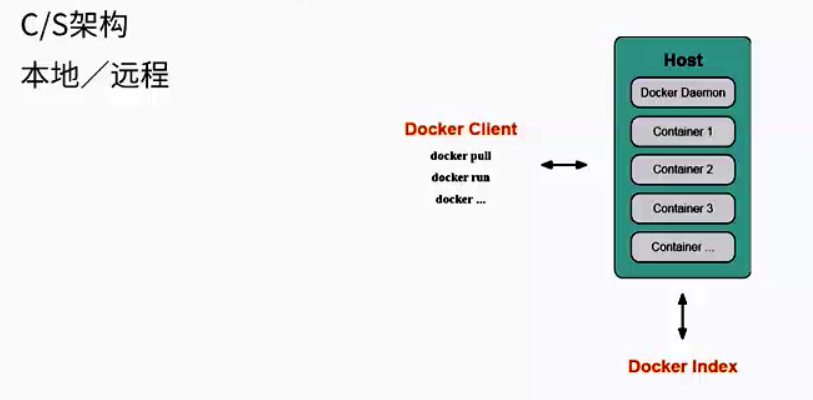 C/S架构
本地／远程
Docker Client
docker pull
docker run
docker ...
Host
Docker Daemon
Container 1
Container 2
Container 3
Container ...
Docker Index